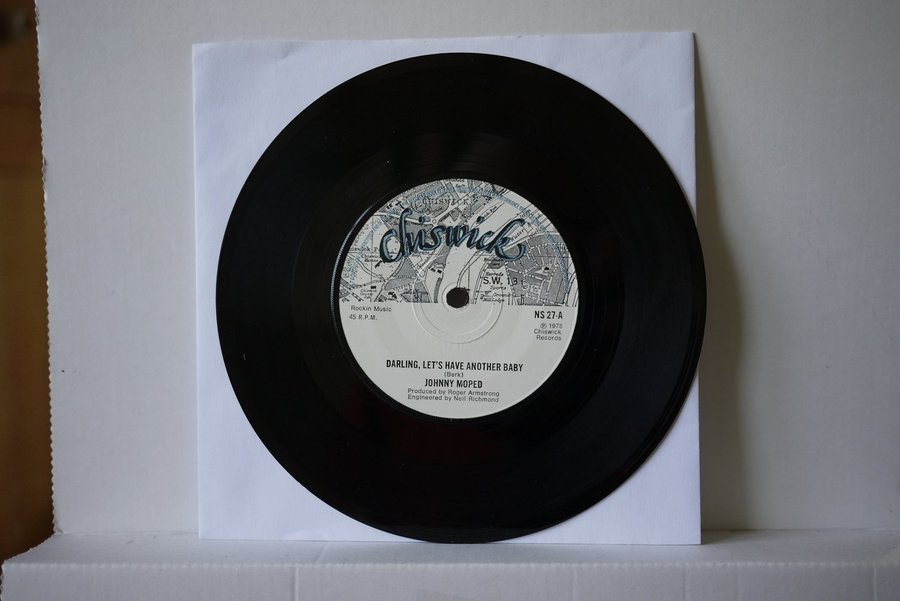 CHISWICK
chiswick
S.W. 13
Rockin Music
45 R.P.M.
NS 27-A
℗ 1978
Chiswick
Records
DARLING, LET'S HAVE ANOTHER BABY
(Berk)
JOHNNY MOPED
Produced by Roger Armstrong
Engineered by Neil Richmond